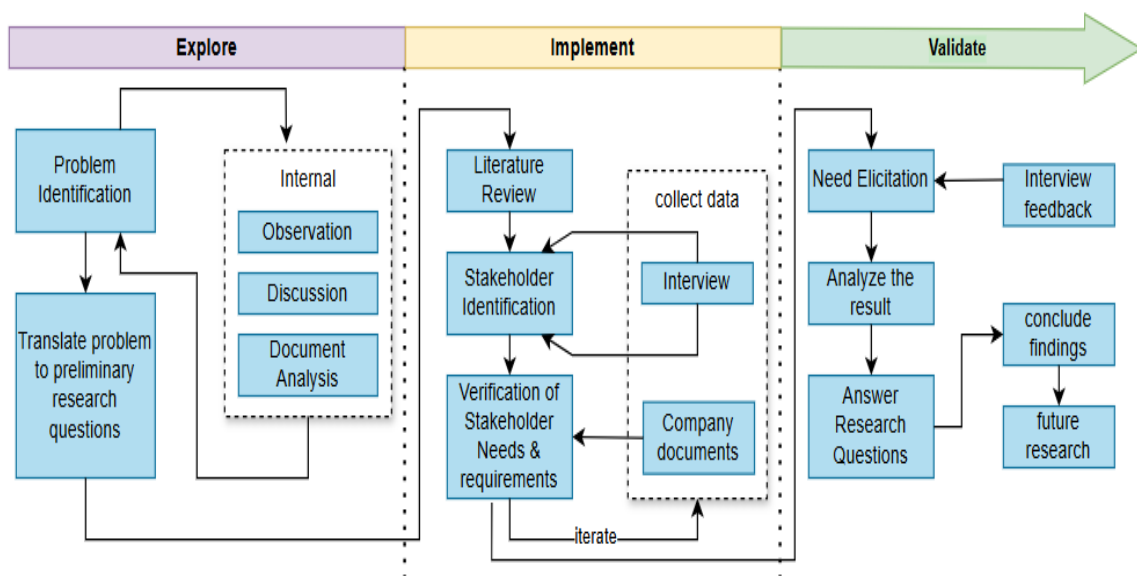 Explore
Implement
Validate
Problem
Identification
Internal
Observation
Discussion
Document
Analysis
Translate problem
to preliminary
research
questions
Literature
Review
collect data
Stakeholder
Identification
Interview
Verification of
Stakeholder
Needs &
requirements
Company
documents
iterate
Need Elicitation
Interview
feedback
Analyze the
result
conclude
findings
Answer
Research
Questions
future
research